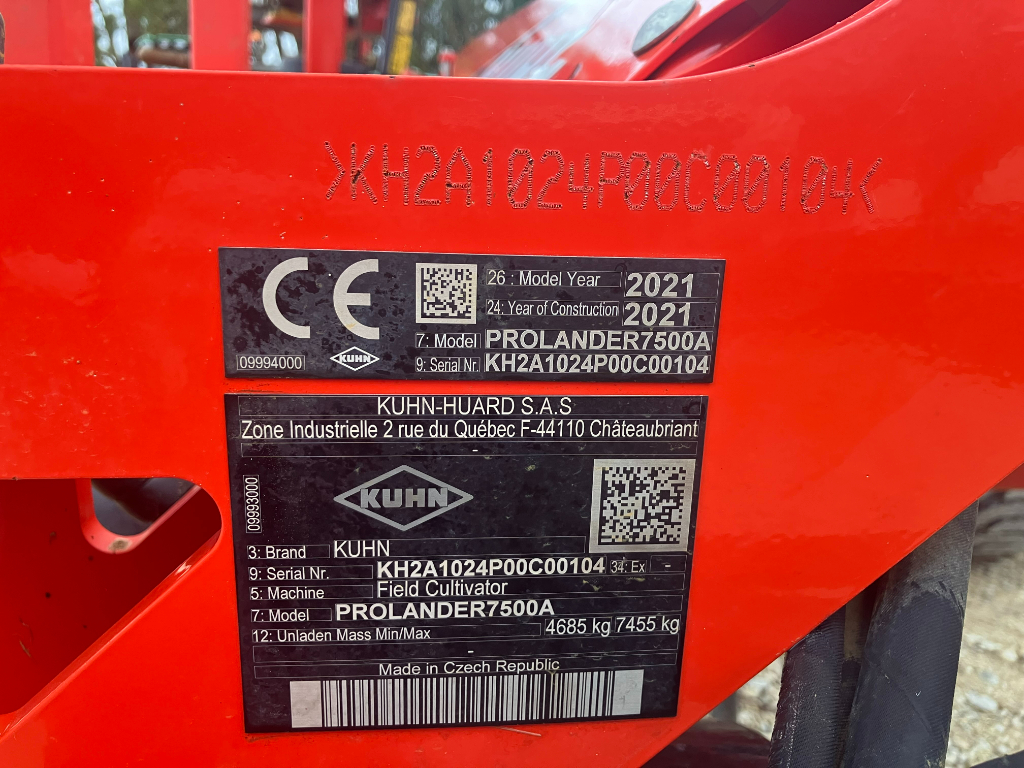 >KH2A1024P00C00104<
CE
26 : Model Year 2021
24: Year of Construction 2021
7: Model PROLANDER7500A
9: Serial Nr. KH2A1024P00C00104
09994000
KUHN
KUHN-HUARD S.A.S
Zone Industrielle 2 rue du Québec F-44110 Châteaubriant
-
09993000
KUHN
3: Brand KUHN
9: Serial Nr. KH2A1024P00C00104 34: Ex -
5: Machine Field Cultivator
7: Model PROLANDER7500A
12: Unladen Mass Min/Max 4685 kg 7455 kg
-
Made in Czech Republic